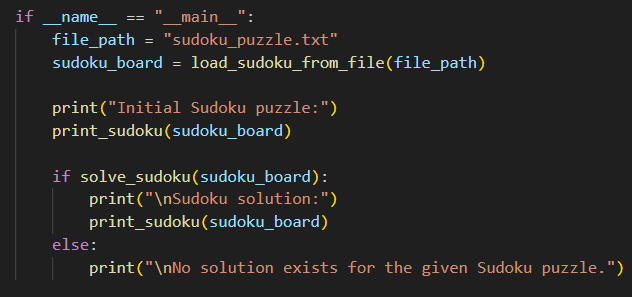 if __name__ == "__main__":
    file_path = "sudoku_puzzle.txt"
    sudoku_board = load_sudoku_from_file(file_path)

    print("Initial Sudoku puzzle:")
    print_sudoku(sudoku_board)

    if solve_sudoku(sudoku_board):
        print("\nSudoku solution:")
        print_sudoku(sudoku_board)
    else:
        print("\nNo solution exists for the given Sudoku puzzle.")